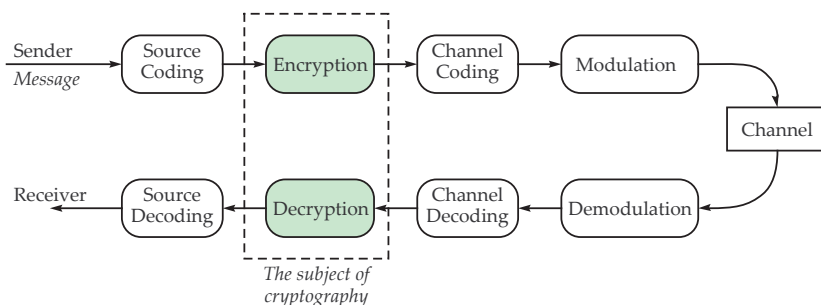 Sender
Message
Source
Coding
Encryption
Channel
Coding
Modulation
Channel
Receiver
Source
Decoding
Decryption
Channel
Decoding
Demodulation
The subject of
cryptography